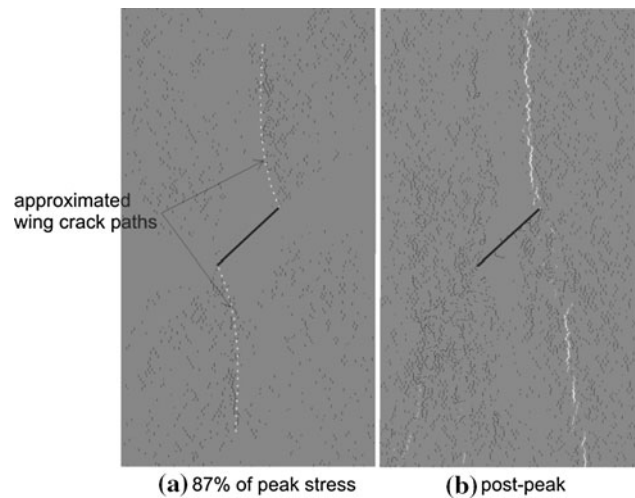 approximated
wing crack paths
(a) 87% of peak stress
(b) post-peak